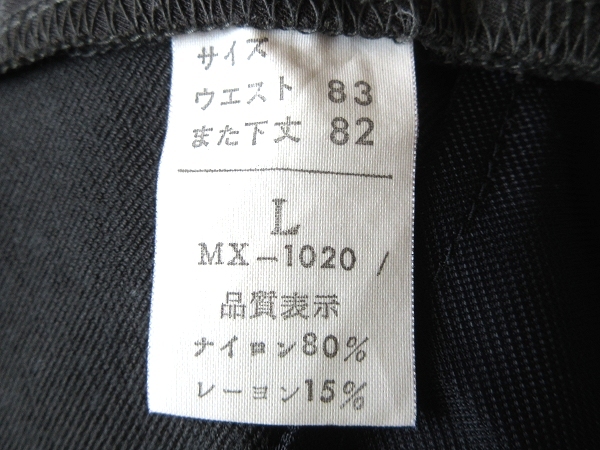 サイズ
ウエスト 83
また下丈 82
L
MX-1020 /
品質表示
ナイロン80%
レーヨン15%